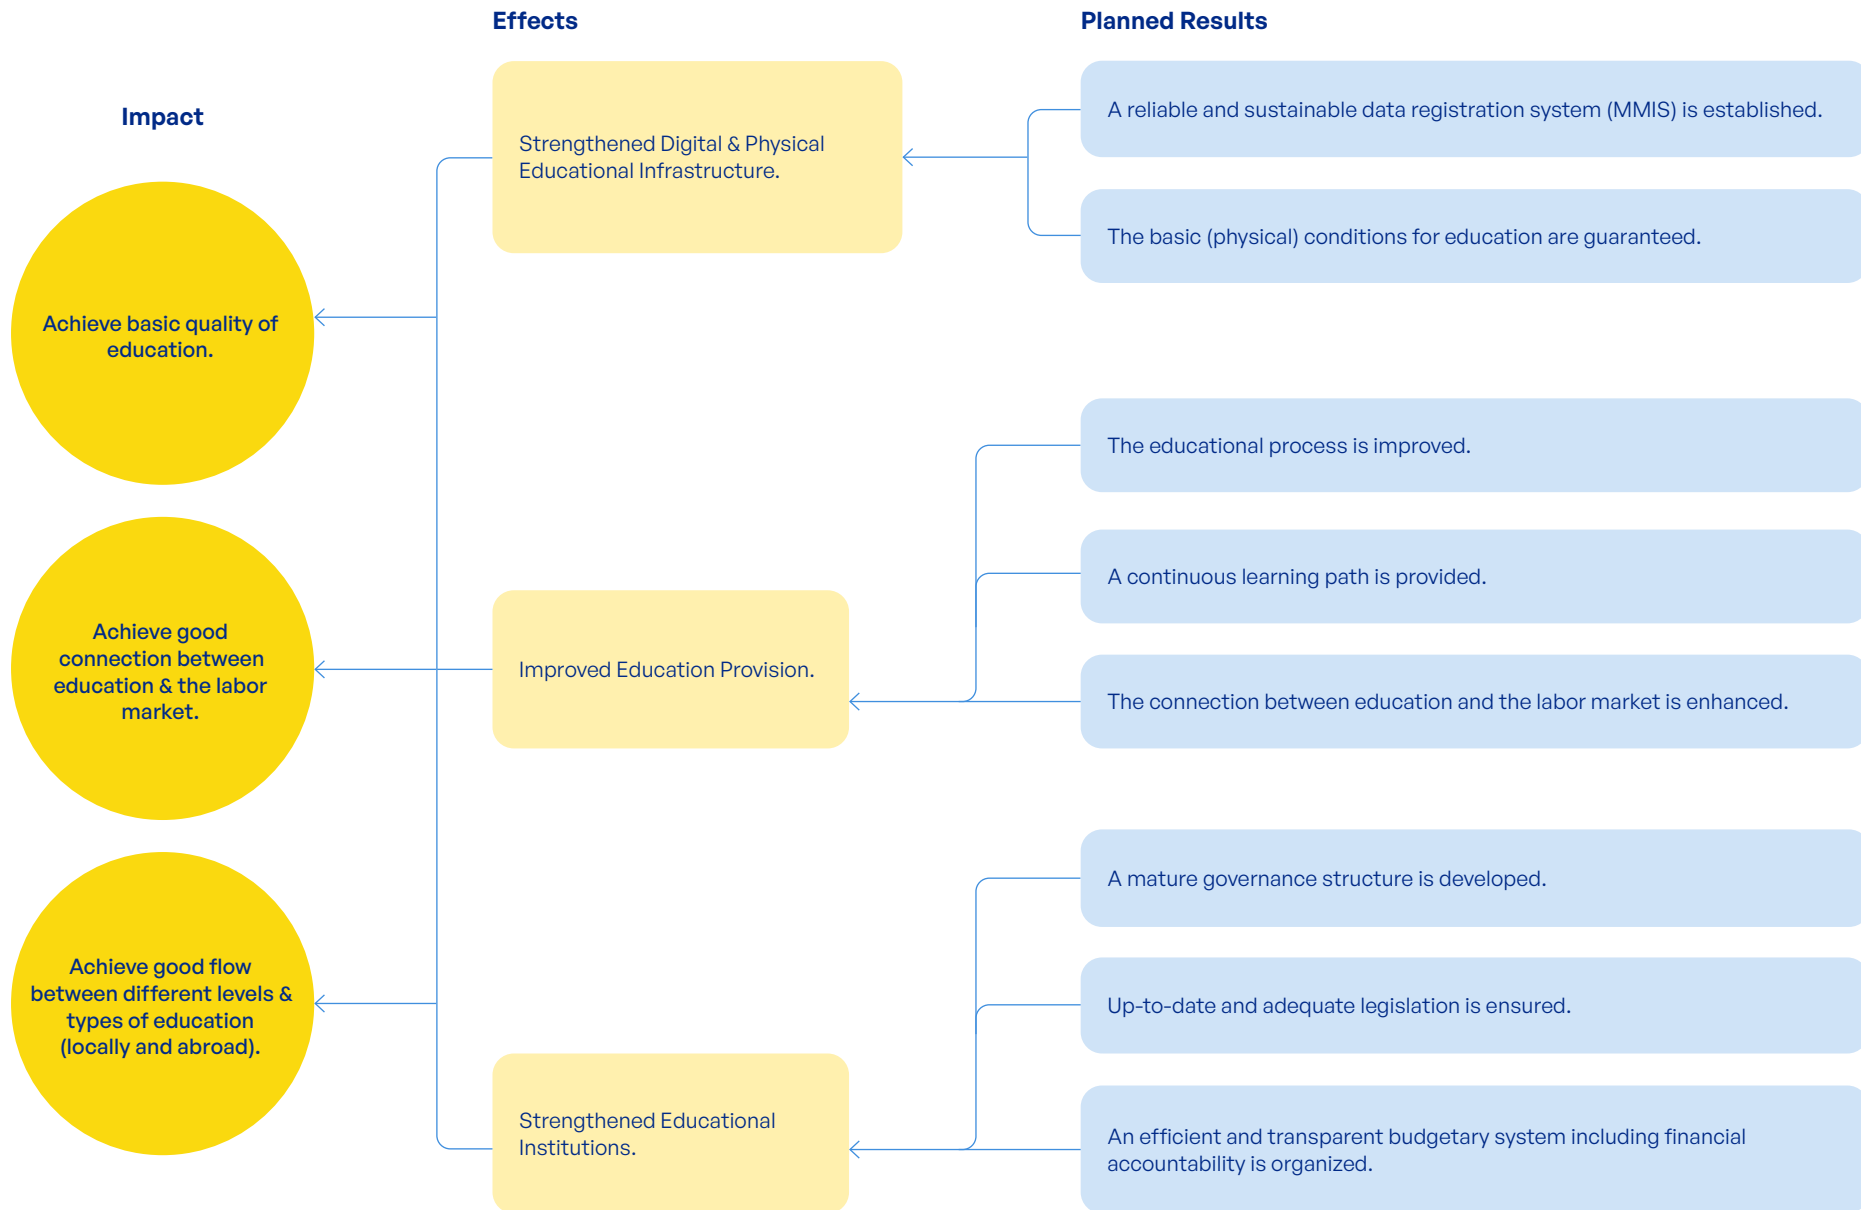 Impact
Achieve basic quality of
education.
Achieve good
connection between
education & the labor
market.
Achieve good flow
between different levels &
types of education
(locally and abroad).
Effects
Strengthened Digital & Physical
Educational Infrastructure.
Improved Education Provision.
Strengthened Educational
Institutions.
Planned Results
A reliable and sustainable data registration system (MMIS) is established.
The basic (physical) conditions for education are guaranteed.
The educational process is improved.
A continuous learning path is provided.
The connection between education and the labor market is enhanced.
A mature governance structure is developed.
Up-to-date and adequate legislation is ensured.
An efficient and transparent budgetary system including financial
accountability is organized.